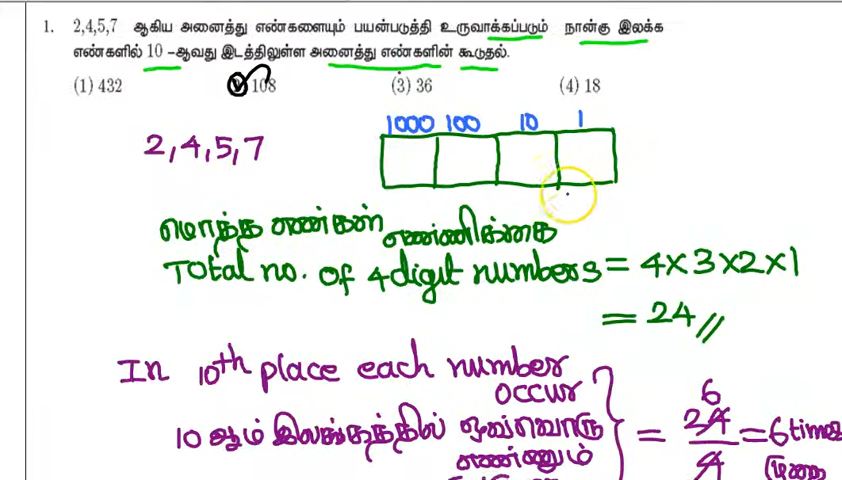 1. 2,4,5,7 ஆகிய அனைத்து எண்களையும் பயன்படுத்தி உருவாக்கப்படும் நான்கு இலக்க
எண்களில் 10 -ஆவது இடத்திலுள்ள அனைத்து எண்களின் கூடுதல்.
(1) 432 108 (3) 36 (4) 18
1000 100 10 1
2,4,5,7
மொத்த எண்கள் எண்ணிக்கை
Total no. of 4 digit numbers = 4×3×2×1
= 24 //
In 10th place each number
occur
10 ஆம் இலக்கத்தில் ஒவ்வொரு
எண்ணும்
= 24/4 = 6 times
6